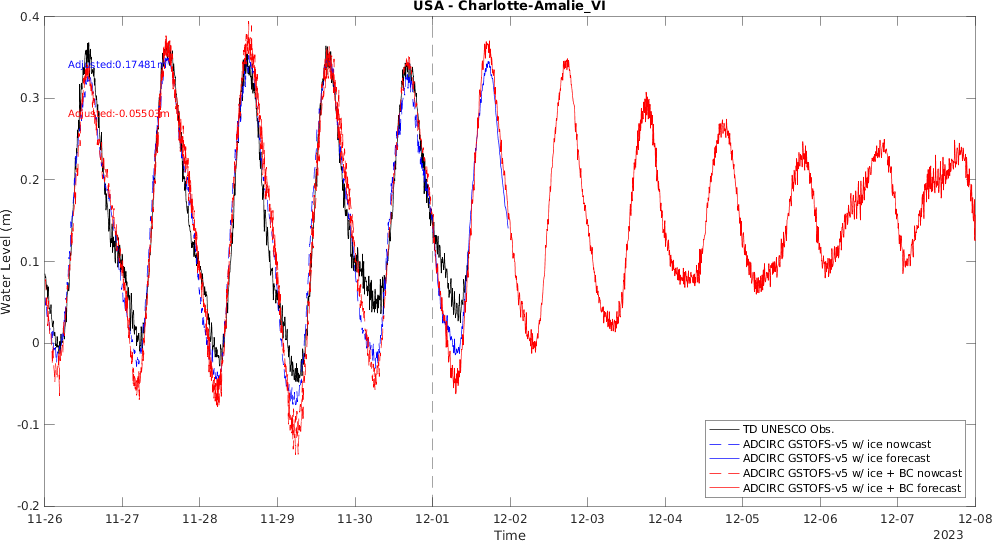 USA - Charlotte-Amalie_VI
0.4
0.3
0.2
0.1
0
-0.1
-0.2
Water Level (m)
Adjusted:0.17481m
Adjusted:-0.05503m
TD UNESCO Obs.
ADCIRC GSTOFS-v5 w/ ice nowcast
ADCIRC GSTOFS-v5 w/ ice forecast
ADCIRC GSTOFS-v5 w/ ice + BC nowcast
ADCIRC GSTOFS-v5 w/ ice + BC forecast
11-26 11-27 11-28 11-29 11-30 12-01 12-02 12-03 12-04 12-05 12-06 12-07 12-08
Time
2023